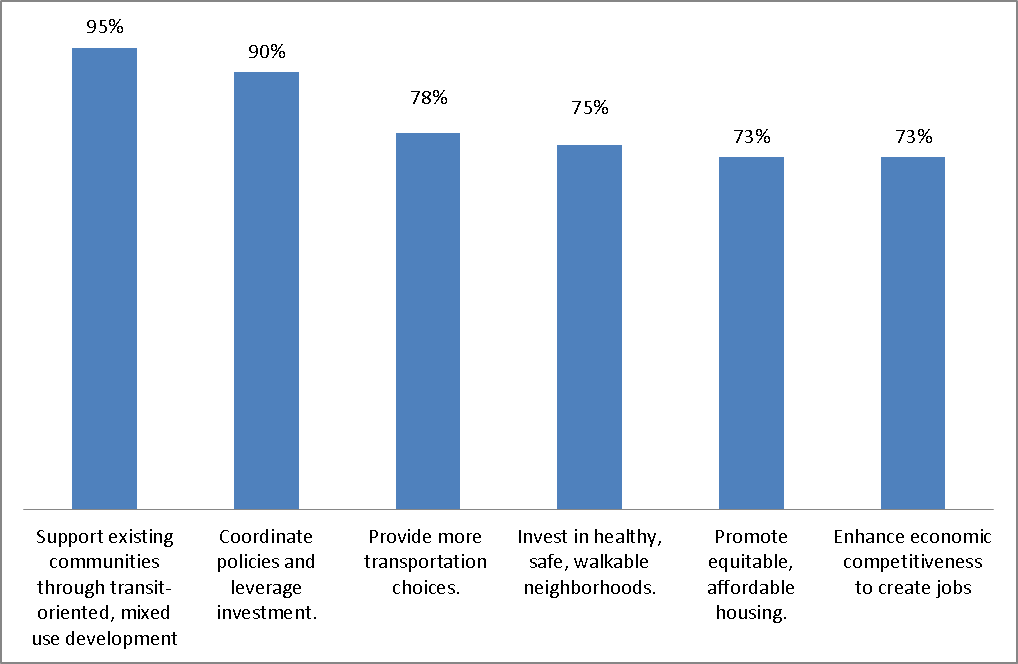 95%
90%
78%
75%
73%
73%
Support existing
communities
through transit-
oriented, mixed
use development
Coordinate
policies and
leverage
investment.
Provide more
transportation
choices.
Invest in healthy,
safe, walkable
neighborhoods.
Promote
equitable,
affordable
housing.
Enhance economic
competitiveness
to create jobs